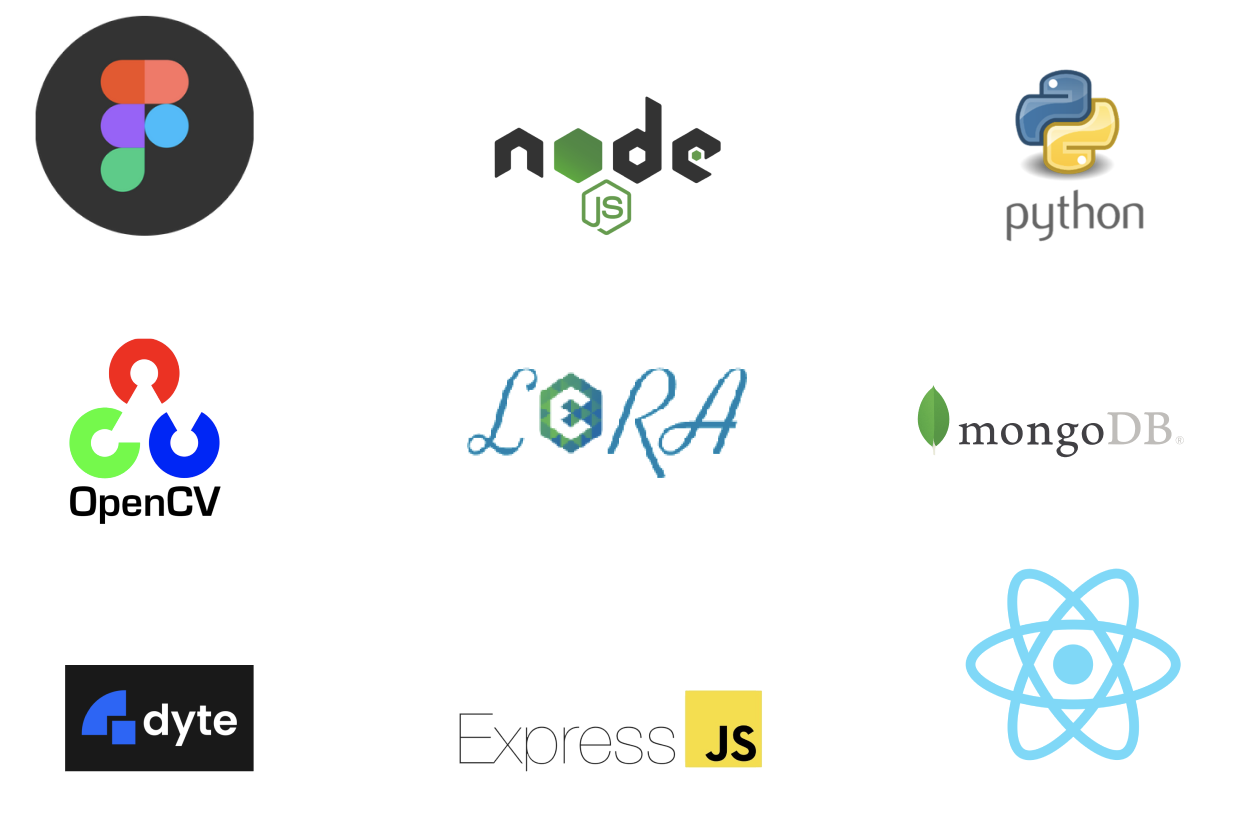 node
JS
python
OpenCV
LORA
mongoDB®
dyte
Express JS